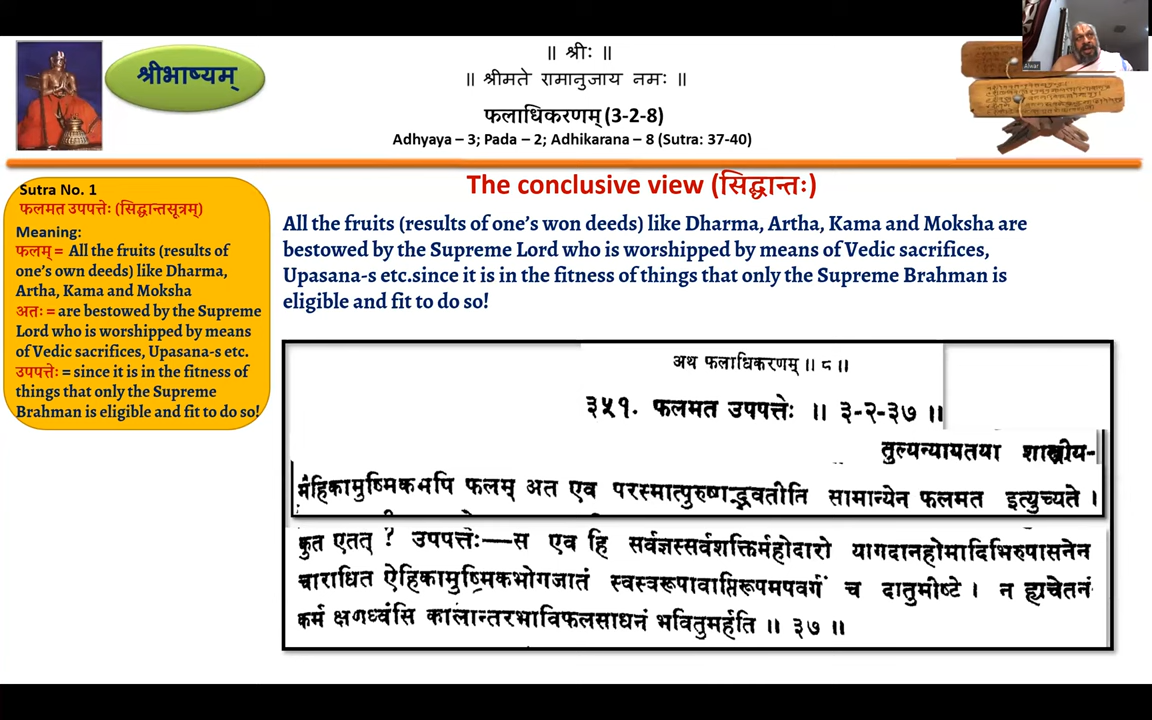 श्रीभाष्यम्
॥ श्रीः ॥
॥ श्रीमते रामानुजाय नमः ॥
फलाधिकरणम् (3-2-8)
Adhyaya – 3; Pada – 2; Adhikarana – 8 (Sutra: 37-40)
Alwar
Sutra No. 1
फलमत उपपत्तेः (सिद्धान्तसूत्रम्)
Meaning:
फलम् = All the fruits (results of
one's own deeds) like Dharma,
Artha, Kama and Moksha
अतः = are bestowed by the Supreme
Lord who is worshipped by means
of Vedic sacrifices, Upasana-s etc.
उपपत्तेः = since it is in the fitness of
things that only the Supreme
Brahman is eligible and fit to do so!
The conclusive view (सिद्धान्तः)
All the fruits (results of one's won deeds) like Dharma, Artha, Kama and Moksha are
bestowed by the Supreme Lord who is worshipped by means of Vedic sacrifices,
Upasana-s etc.since it is in the fitness of things that only the Supreme Brahman is
eligible and fit to do so!
अथ फलाधिकरणम् ॥ ८ ॥
३५१. फलमत उपपत्तेः ॥ ३-२-३७ ॥
तुल्यन्यायतया शास्त्रीय-
मैहिकामुष्मिकमपि फलम् अत एव परस्मात्पुरुषाद्भवतीति सामान्येन फलमत इत्युच्यते ।
कुत एतत् ? उपपत्तेः—स एव हि सर्वज्ञस्सर्वशक्तिर्महोदारो यागदानहोमादिभिरुपासनेन
चाराधित ऐहिकामुष्मिकभोगजातं स्वस्वरूपावाप्तिरूपमपवर्गं च दातुमीष्टे । न ह्यचेतनं
कर्म क्षणध्वंसि कालान्तरभाविफलसाधनं भवितुमर्हति ॥ ३७ ॥